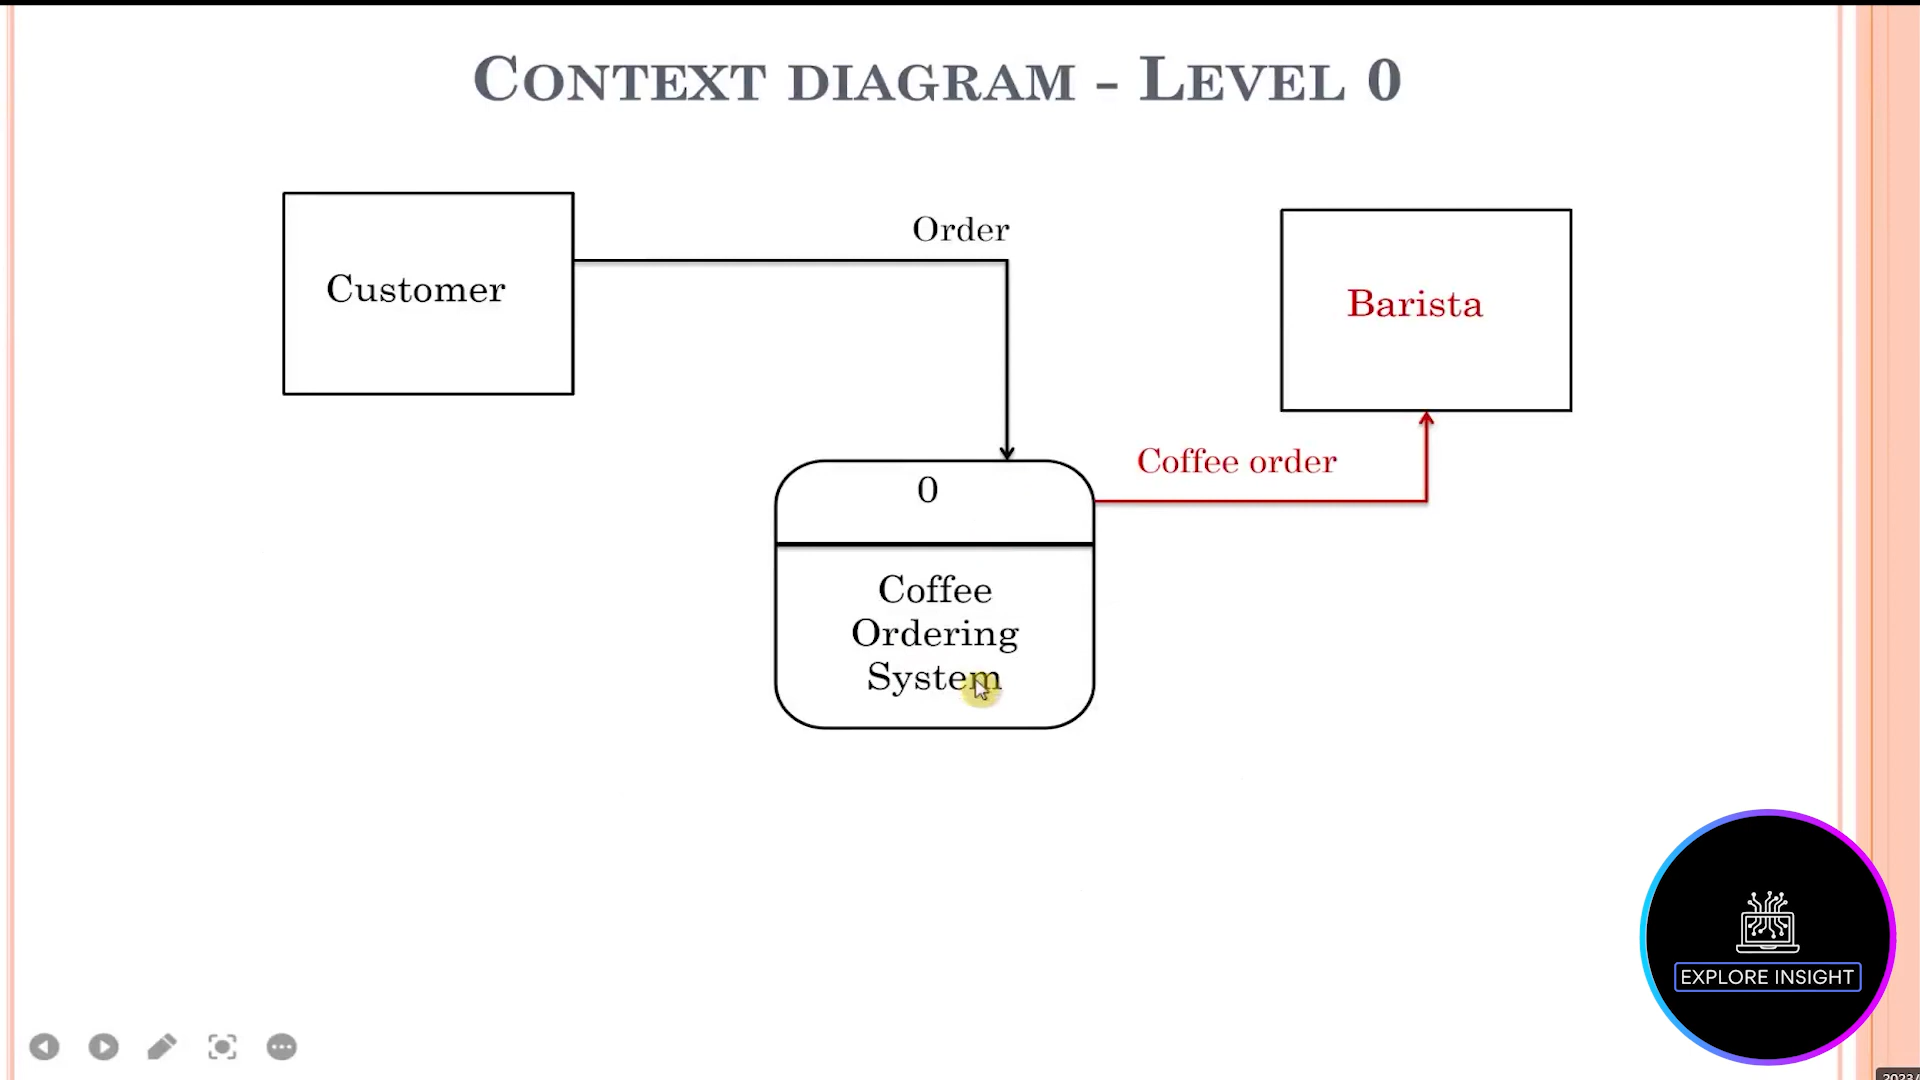 CONTEXT DIAGRAM - LEVEL 0
Order
Customer
Barista
Coffee order
0
Coffee
Ordering
System
EXPLORE INSIGHT